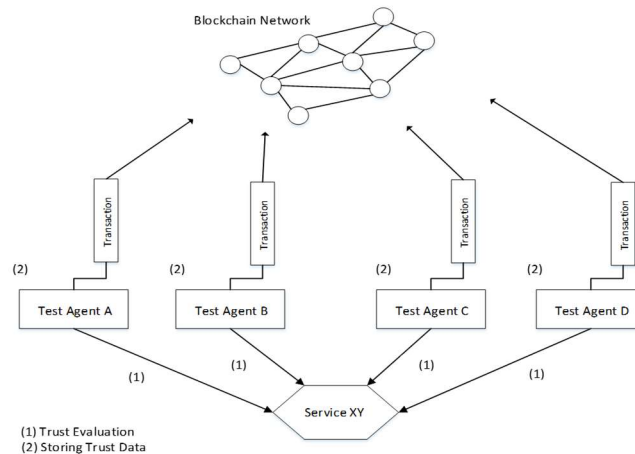 Blockchain Network
Transaction
Transaction
Transaction
Transaction
(2)
(2)
(2)
(2)
Test Agent A
Test Agent B
Test Agent C
Test Agent D
(1)
(1)
(1)
(1)
Service XY
(1) Trust Evaluation
(2) Storing Trust Data